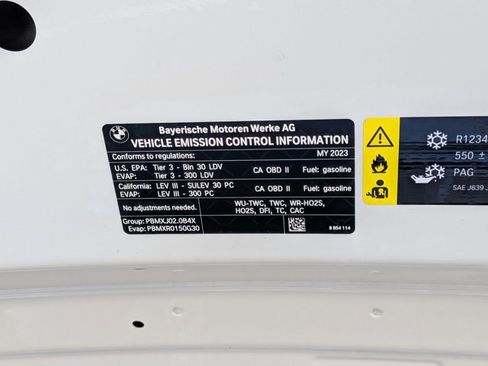 BMW
Bayerische Motoren Werke AG
VEHICLE EMISSION CONTROL INFORMATION
Conforms to regulations: MY 2023
U.S. EPA: Tier 3 - Bin 30 LDV CA OBD II Fuel: gasoline
EVAP: Tier 3 - 300 LDV
California: LEV III - SULEV 30 PC CA OBD II Fuel: gasoline
EVAP: LEV III - 300 PC
No adjustments needed. WU-TWC, TWC, WR-HO2S,
HO2S, DFI, TC, CAC
Group: PBMXJ02.0B4X
Evap: PBMXR0150G30 8 854 114
R1234
550 ±
PAG
SAE J639